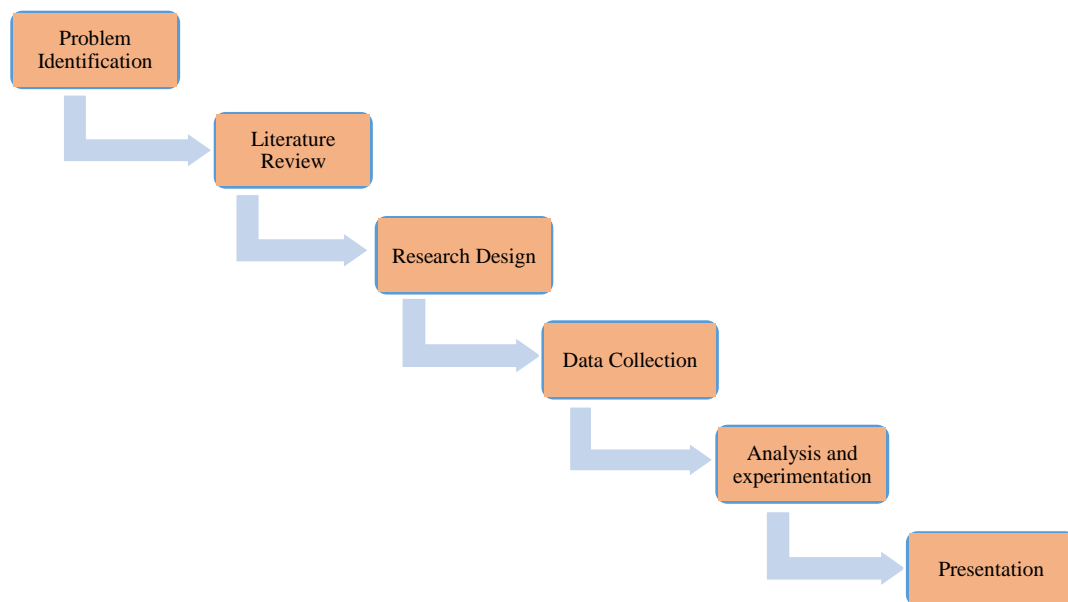 Problem
Identification
Literature
Review
Research Design
Data Collection
Analysis and
experimentation
Presentation